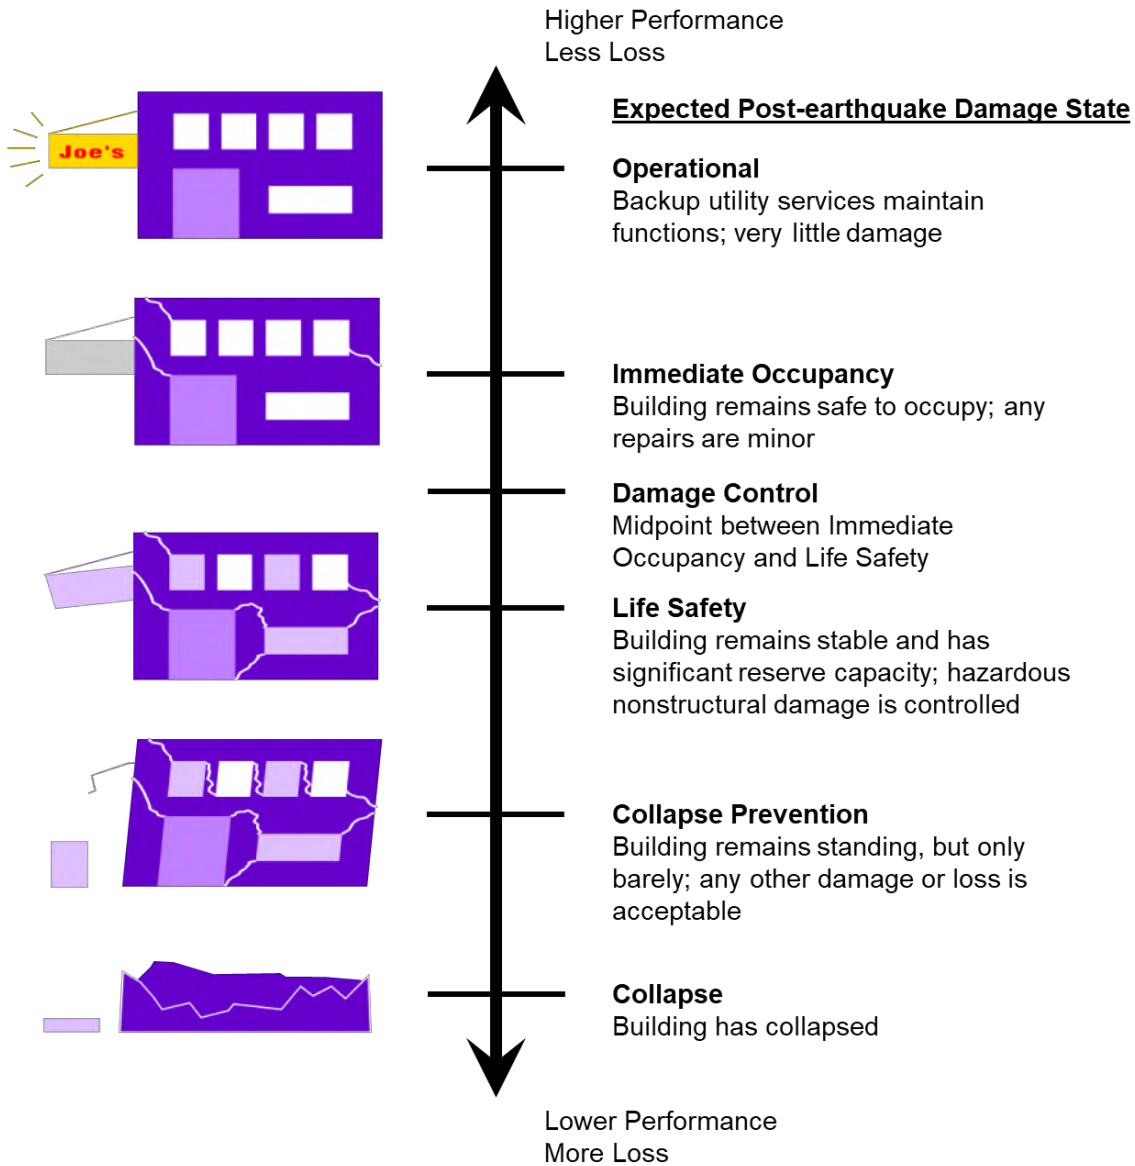 Higher Performance
Less Loss
Expected Post-earthquake Damage State
Joe's
Operational
Backup utility services maintain
functions; very little damage
Immediate Occupancy
Building remains safe to occupy; any
repairs are minor
Damage Control
Midpoint between Immediate
Occupancy and Life Safety
Life Safety
Building remains stable and has
significant reserve capacity; hazardous
nonstructural damage is controlled
Collapse Prevention
Building remains standing, but only
barely; any other damage or loss is
acceptable
Collapse
Building has collapsed
Lower Performance
More Loss